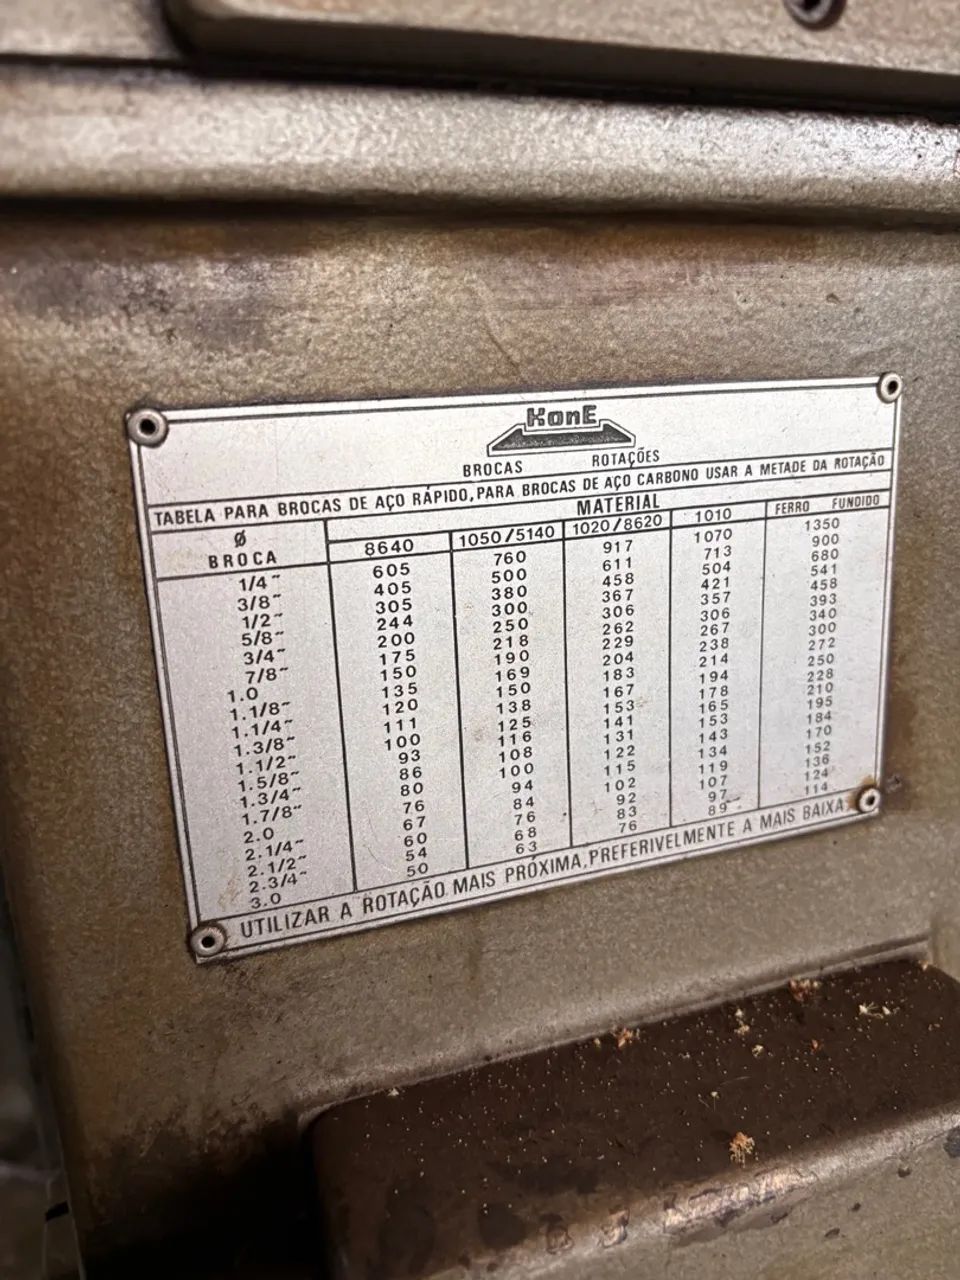 KonE
BROCAS ROTAÇÕES
TABELA PARA BROCAS DE AÇO RÁPIDO, PARA BROCAS DE AÇO CARBONO USAR A METADE DA ROTAÇÃO
Ø BROCA MATERIAL
8640 1050/5140 1020/8620 1010 FERRO FUNDIDO
1/4" 605 760 917 1070 1350
3/8" 405 500 611 713 900
1/2" 305 380 458 504 680
5/8" 244 300 367 421 541
3/4" 200 250 306 357 458
7/8" 175 218 262 306 393
1.0 150 190 229 267 340
1.1/8" 135 169 204 238 300
1.1/4" 120 150 183 214 272
1.3/8" 111 138 167 194 250
1.1/2" 100 125 153 178 228
1.5/8" 93 116 141 165 210
1.3/4" 86 108 131 153 195
1.7/8" 80 100 122 143 184
2.0 76 94 115 134 170
2.1/4" 67 84 102 119 152
2.1/2" 60 76 92 107 136
2.3/4" 54 68 83 97 124
3.0 50 63 76 89 114
UTILIZAR A ROTAÇÃO MAIS PRÓXIMA, PREFERIVELMENTE A MAIS BAIXA